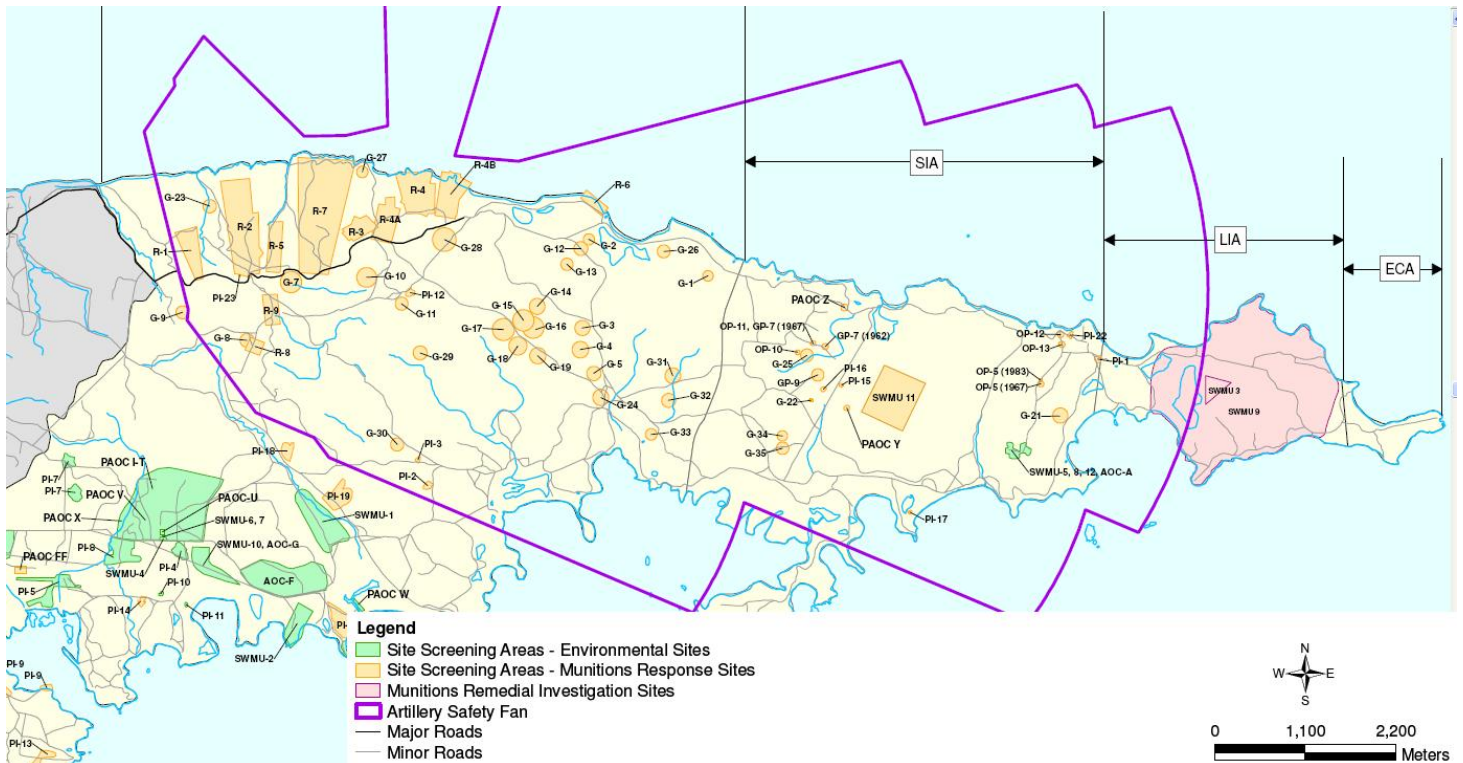 G-27
R-4B
SIA
R-6
R-4
G-23
R-7
R-4A
R-2
R-3
R-5
R-1
G-28
G-12
G-2
G-26
G-13
LIA
ECA
G-10
G-7
G-1
PI-23
PI-12
G-14
PAOC Z
G-11
G-15
G-9
R-9
G-17
G-16
G-3
OP-11, GP-7 (1967)
GP-7 (1962)
OP-12
PI-22
G-8
R-8
G-18
G-4
OP-10
OP-13
G-29
G-25
PI-1
G-19
G-5
G-31
PI-16
GP-9
PI-15
OP-5 (1983)
OP-5 (1967)
SWMU 3
G-24
G-32
G-22
SWMU 11
SWMU 9
G-21
PAOC Y
G-30
G-33
G-34
PI-3
G-35
PI-18
SWMU-5, 8, 12, AOC-A
PAOC I-T
PI-7
PI-2
PAOC V
PAOC-U
PI-7
PI-19
PAOC X
SWMU-6, 7
SWMU-1
PI-17
PI-8
SWMU-10, AOC-G
PAOC FF
PI-4
SWMU-4
PI-10
AOC-F
PI-5
PAOC W
PI-14
PI-11
PI-
SWMU-2
PI-9
PI-9
PI-13
Legend
Site Screening Areas - Environmental Sites
Site Screening Areas - Munitions Response Sites
Munitions Remedial Investigation Sites
Artillery Safety Fan
Major Roads
Minor Roads
N
W E
S
0 1,100 2,200
Meters